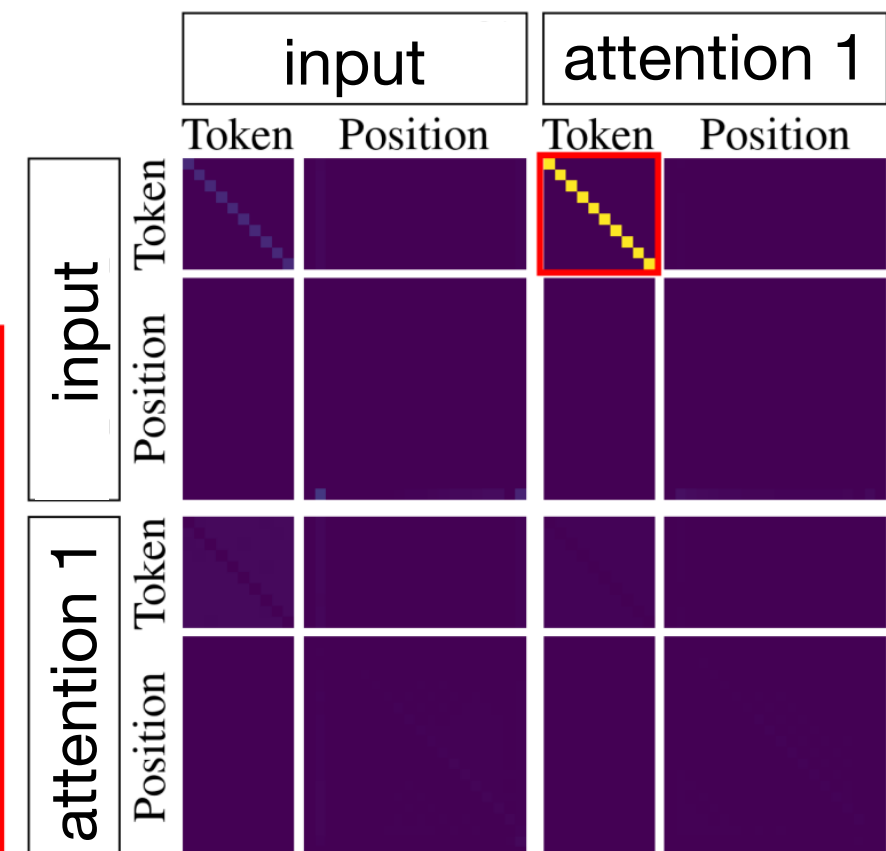 input
attention 1
Token
Position
Token
Position
input
Token
Position
attention 1
Token
Position